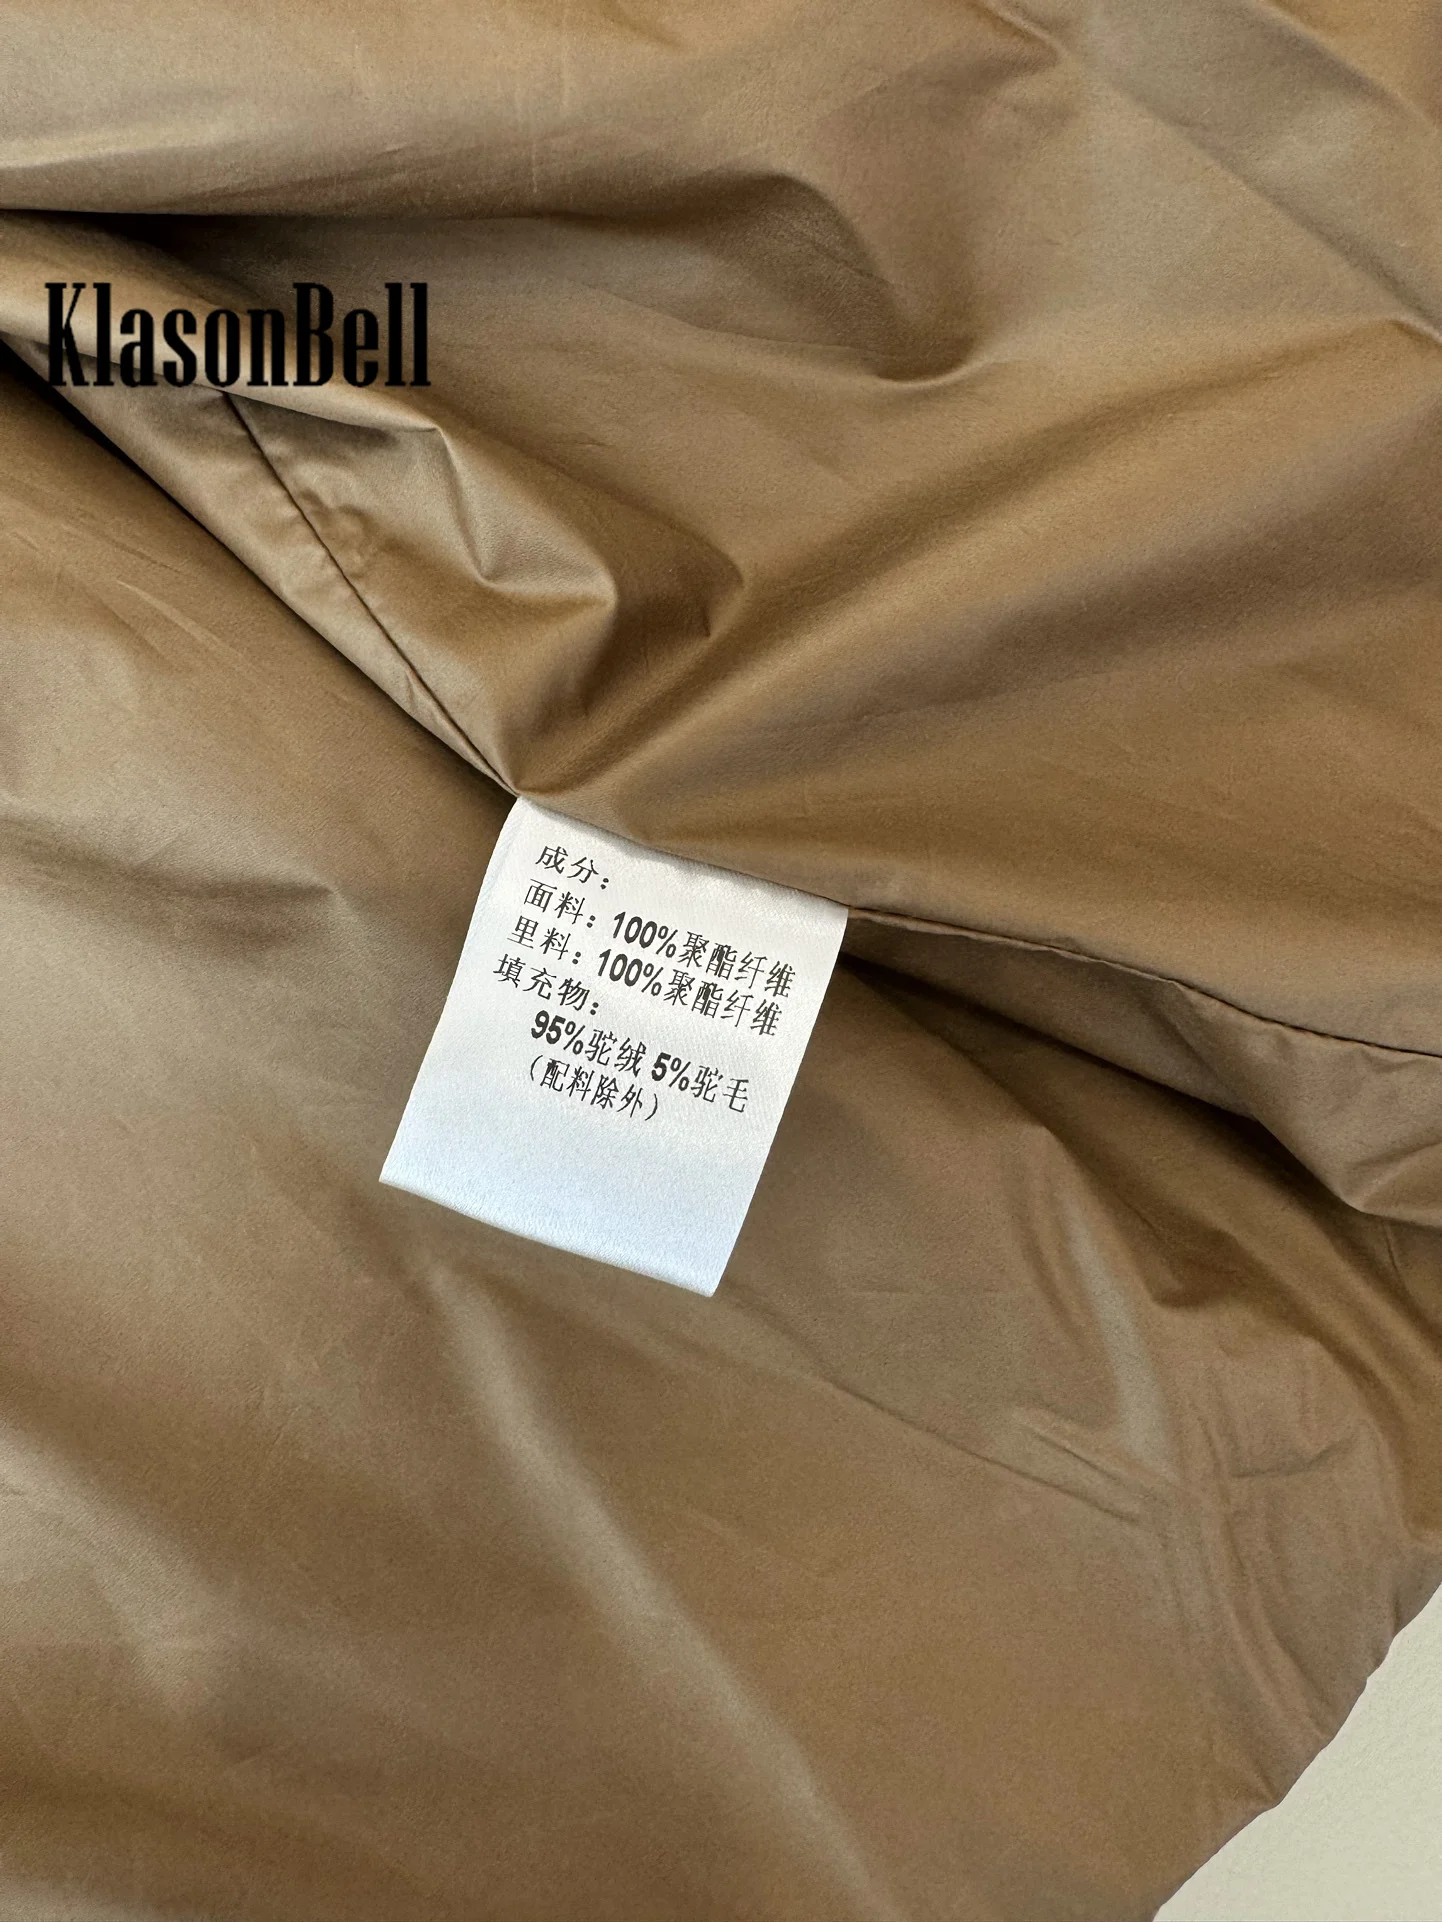 KlasonBell
成分：
面料：100%聚酯纤维
里料：100%聚酯纤维
填充物：
95%驼绒 5%驼毛
（配料除外）